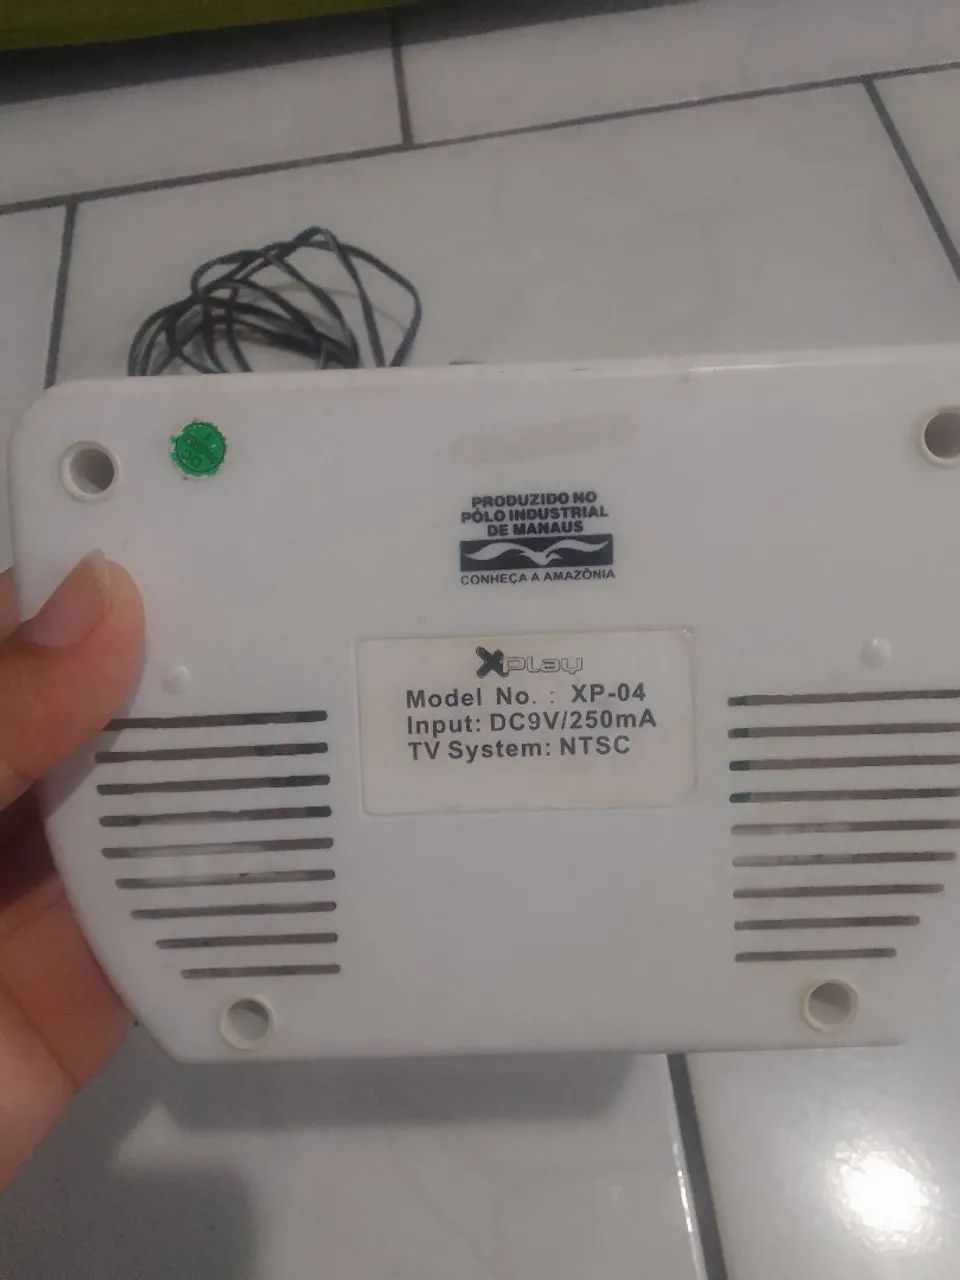 PRODUZIDO NO
PÓLO INDUSTRIAL
DE MANAUS
CONHEÇA A AMAZÔNIA
XPLAY
Model No. : XP-04
Input: DC9V/250mA
TV System: NTSC